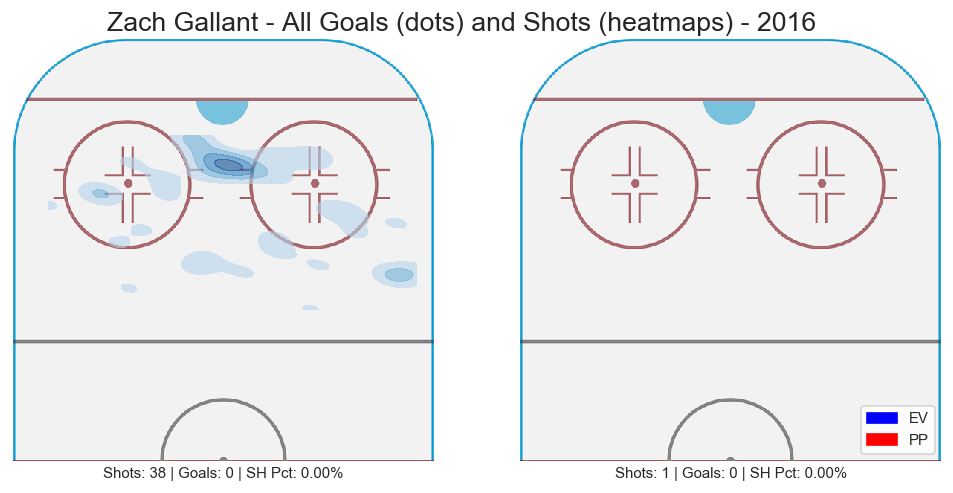 Zach Gallant - All Goals (dots) and Shots (heatmaps) - 2016
EV
PP
Shots: 38 | Goals: 0 | SH Pct: 0.00%
Shots: 1 | Goals: 0 | SH Pct: 0.00%